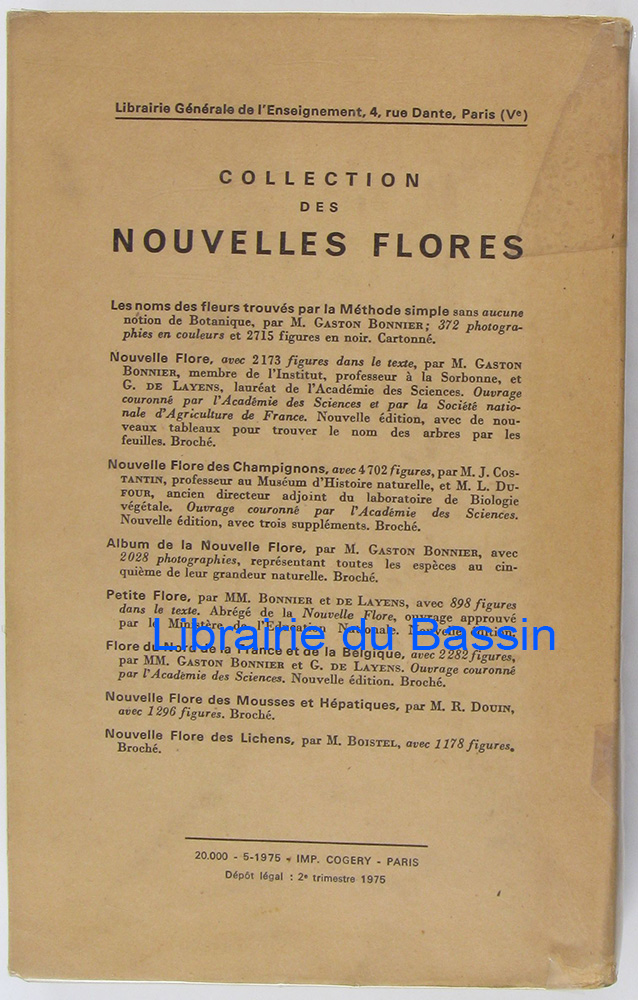 Librairie Générale de l'Enseignement, 4, rue Dante, Paris (Ve)
COLLECTION
DES
NOUVELLES FLORES
Les noms des fleurs trouvés par la Méthode simple sans aucune
notion de Botanique, par M. GASTON BONNIER; 372 photogra-
phies en couleurs et 2715 figures en noir. Cartonné.
Nouvelle Flore, avec 2173 figures dans le texte, par M. GASTON
BONNIER, membre de l'Institut, professeur à la Sorbonne, et
G. DE LAYENS, lauréat de l'Académie des Sciences. Ouvrage
couronné par l'Académie des Sciences et par la Société natio-
nale d'Agriculture de France. Nouvelle édition, avec de nou-
veaux tableaux pour trouver le nom des arbres par les
feuilles. Broché.
Nouvelle Flore des Champignons, avec 4702 figures, par M. J. COS-
TANTIN, professeur au Muséum d'Histoire naturelle, et M. L. DU-
FOUR, ancien directeur adjoint du laboratoire de Biologie
végétale. Ouvrage couronné par l'Académie des Sciences.
Nouvelle édition, avec trois suppléments. Broché.
Album de la Nouvelle Flore, par M. GASTON BONNIER, avec
2028 photographies, représentant toutes les espèces au cin-
quième de leur grandeur naturelle. Broché.
Petite Flore, par MM. BONNIER et DE LAYENS, avec 898 figures
dans le texte. Abrégé de la Nouvelle Flore, ouvrage approuvé
par le Ministère de l'Education Nationale. Nouvelle édition.
Librairie du Bassin
Flore du Nord de la France et de la Belgique, avec 2282 figures,
par MM. GASTON BONNIER et G. DE LAYENS. Ouvrage couronné
par l'Académie des Sciences. Nouvelle édition. Broché.
Nouvelle Flore des Mousses et Hépatiques, par M. R. DOUIN,
avec 1296 figures. Broché.
Nouvelle Flore des Lichens, par M. BOISTEL, avec 1178 figures.
Broché.
20.000 - 5-1975 - IMP. COGERY - PARIS
Dépôt légal : 2e trimestre 1975